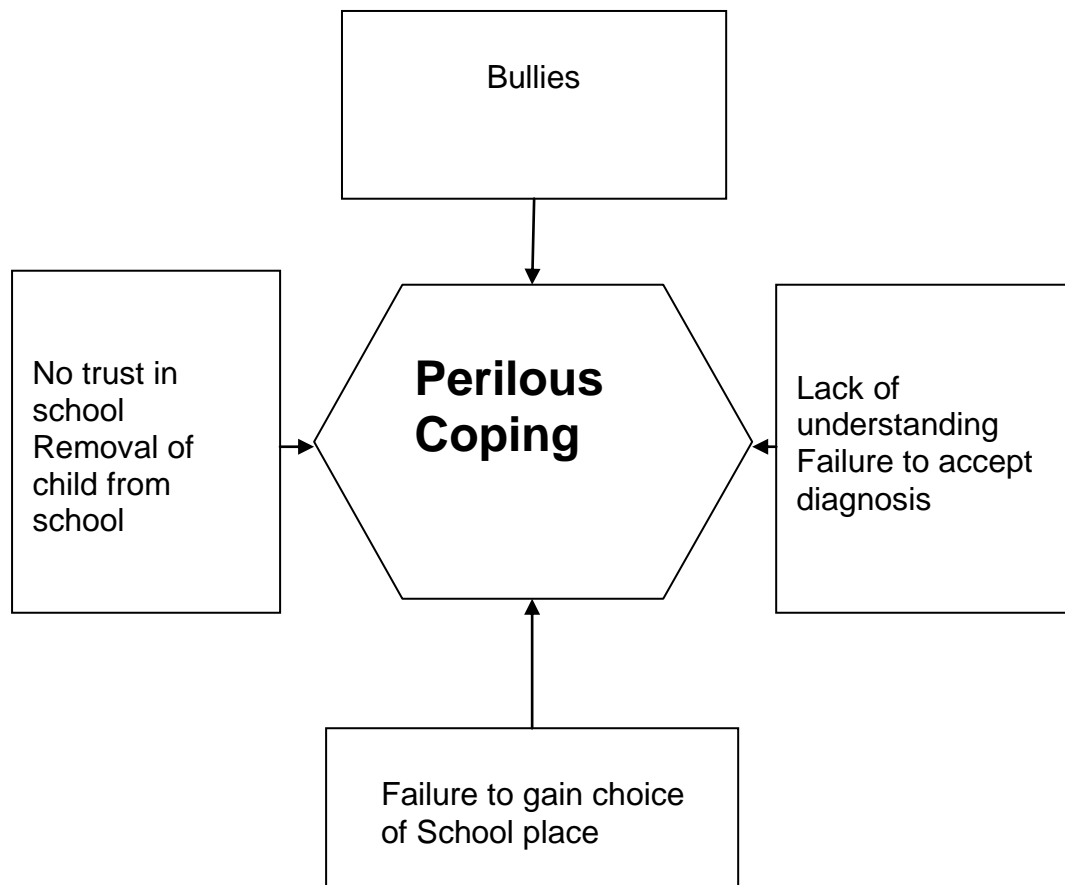 Bullies
Perilous
Coping
No trust in
school
Removal of
child from
school
Lack of
understanding
Failure to accept
diagnosis
Failure to gain choice
of School place